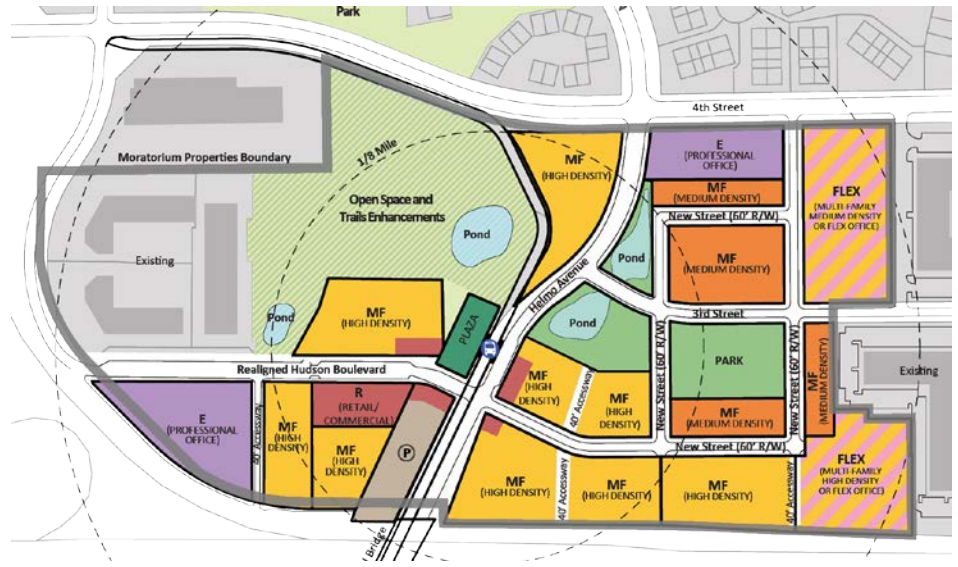 Park
4th Street
Moratorium Properties Boundary
1/8 Mile
MF
(HIGH DENSITY)
E
(PROFESSIONAL
OFFICE)
MF
(MEDIUM DENSITY)
New Street (60' R/W)
FLEX
(MULTI-FAMILY
MEDIUM DENSITY
OR FLEX OFFICE)
Open Space and
Trails Enhancements
Pond
Existing
Pond
MF
(MEDIUM DENSITY)
Helmo Avenue
3rd Street
Pond
MF
(HIGH DENSITY)
PLAZA
Pond
New Street (60' R/W)
PARK
New Street (60' R/W)
MF
(MEDIUM DENSITY)
Existing
Realigned Hudson Boulevard
MF
(HIGH
DENSITY)
40' Accessway
MF
(HIGH
DENSITY)
MF
(MEDIUM DENSITY)
New Street (60' R/W)
E
(PROFESSIONAL
OFFICE)
40' Accessway
MF
(HIGH
DENSITY)
R
(RETAIL/
COMMERCIAL)
MF
(HIGH
DENSITY)
P
MF
(HIGH DENSITY)
40' Accessway
MF
(HIGH DENSITY)
MF
(HIGH DENSITY)
40' Accessway
FLEX
(MULTI-FAMILY
HIGH DENSITY
OR FLEX OFFICE)
Bridge